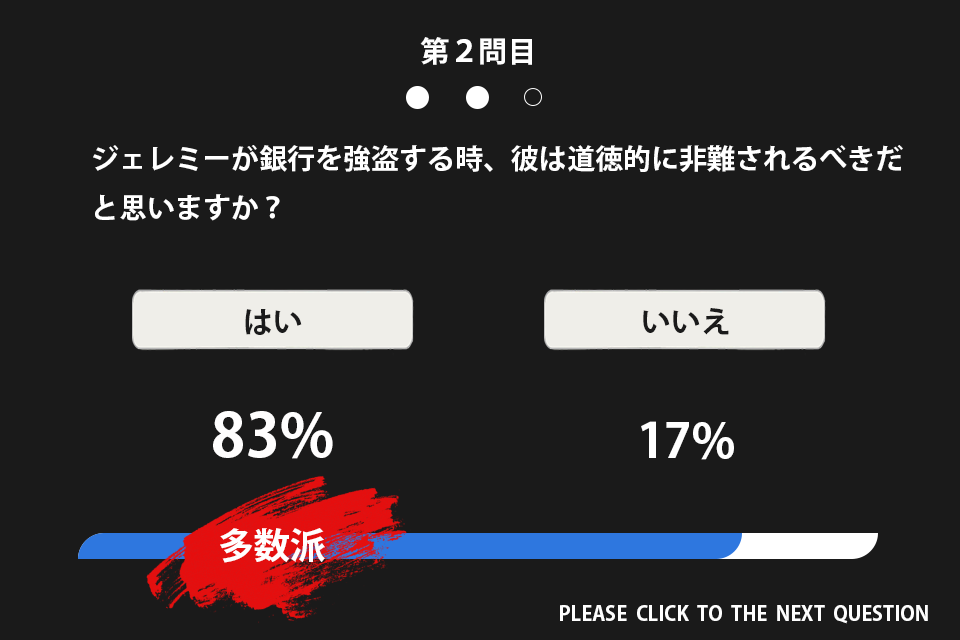 第２問目
ジェレミーが銀行を強盗する時、彼は道徳的に非難されるべきだ
と思いますか？
はい
いいえ
83%
17%
多数派
PLEASE CLICK TO THE NEXT QUESTION